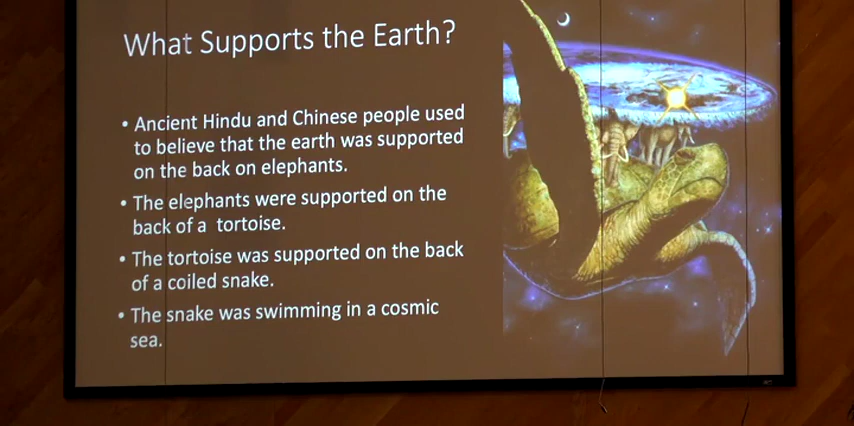 What Supports the Earth?
• Ancient Hindu and Chinese people used
to believe that the earth was supported
on the back on elephants.
• The elephants were supported on the
back of a tortoise.
• The tortoise was supported on the back
of a coiled snake.
• The snake was swimming in a cosmic
sea.